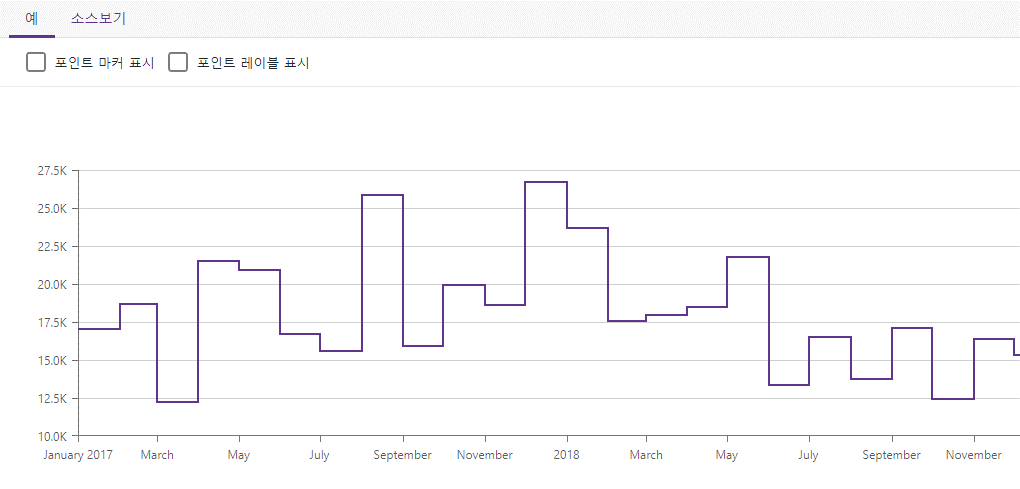 예 소스보기
포인트 마커 표시 포인트 레이블 표시
27.5K
25.0K
22.5K
20.0K
17.5K
15.0K
12.5K
10.0K
January 2017 March May July September November 2018 March May July September November